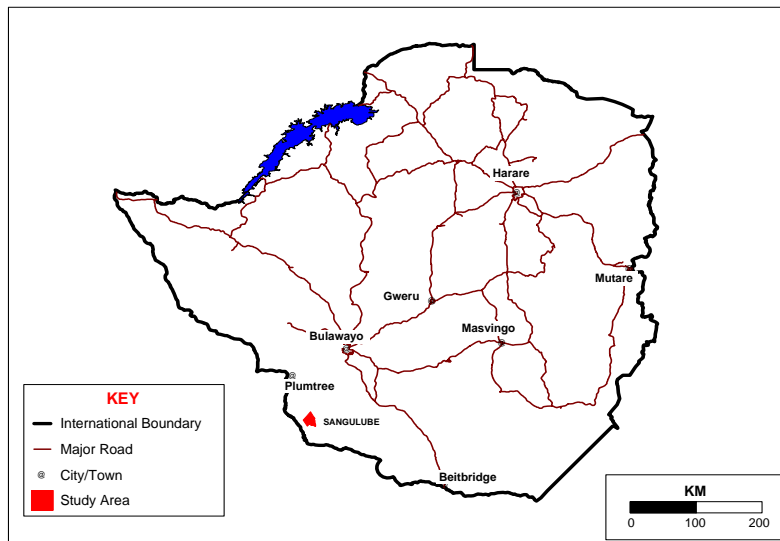 Harare
Mutare
Gweru
Masvingo
Bulawayo
Plumtree
SANGULUBE
Beitbridge
KEY
International Boundary
Major Road
City/Town
Study Area
KM
0 100 200